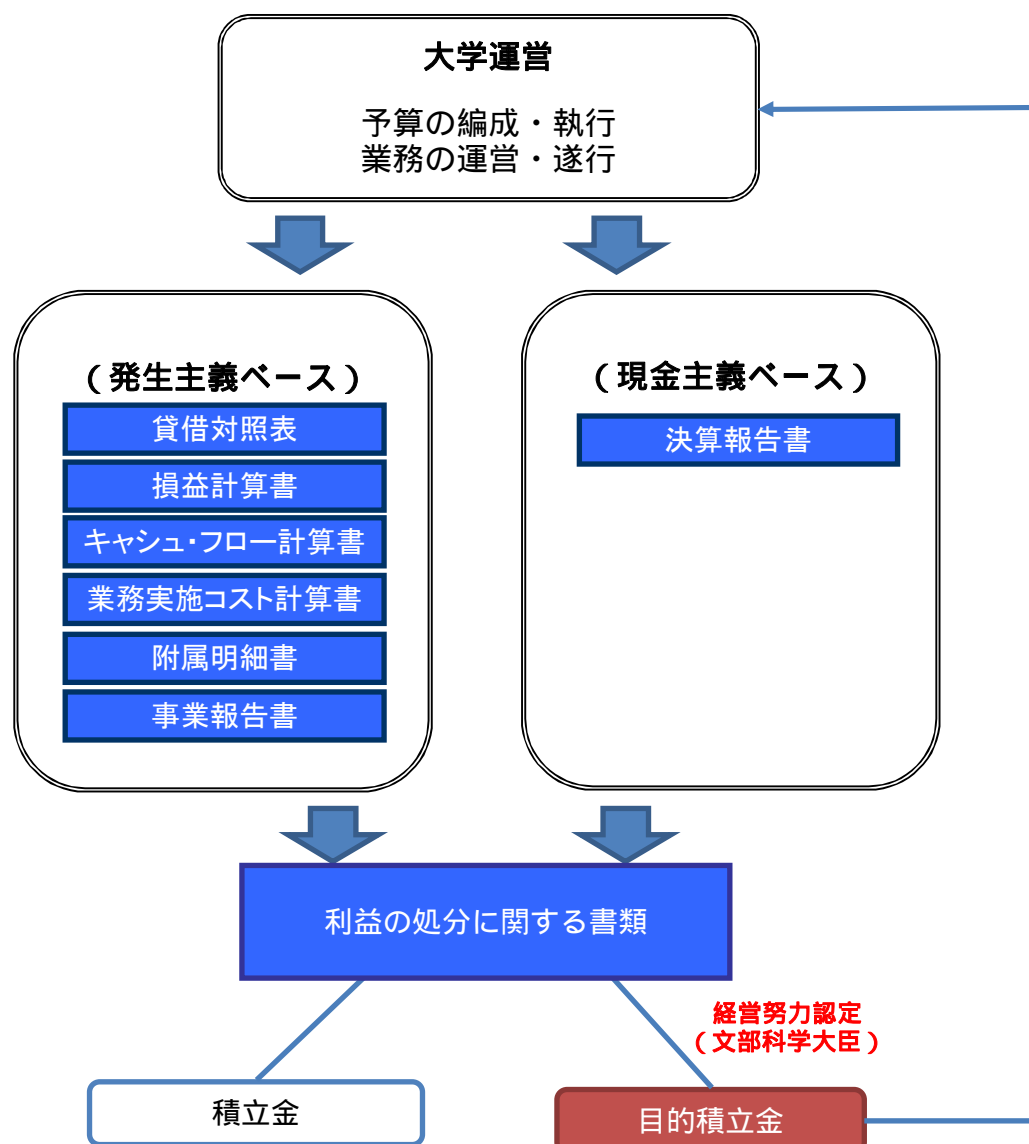 大学運営
予算の編成・執行
業務の運営・遂行
(発生主義ベース)
貸借対照表
損益計算書
キャシュ・フロー計算書
業務実施コスト計算書
附属明細書
事業報告書
(現金主義ベース)
決算報告書
利益の処分に関する書類
経営努力認定
(文部科学大臣)
積立金
目的積立金